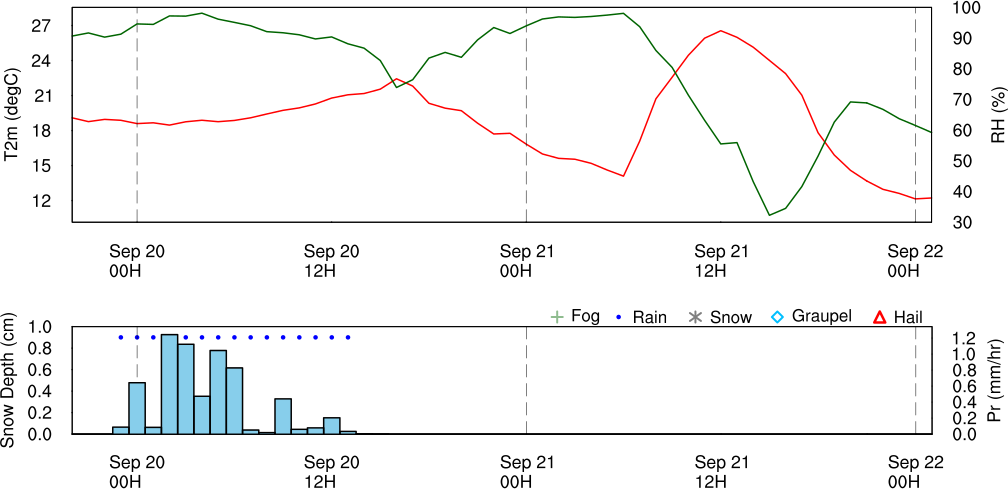 T2m (degC)
27
24
21
18
15
12
100
90
80
70
60
50
40
30
RH (%)
Sep 20
00H
Sep 20
12H
Sep 21
00H
Sep 21
12H
Sep 22
00H
Fog
Rain
Snow
Graupel
Hail
Snow Depth (cm)
1.0
0.8
0.6
0.4
0.2
0.0
1.2
1.0
0.8
0.6
0.4
0.2
0.0
Pr (mm/hr)
Sep 20
00H
Sep 20
12H
Sep 21
00H
Sep 21
12H
Sep 22
00H